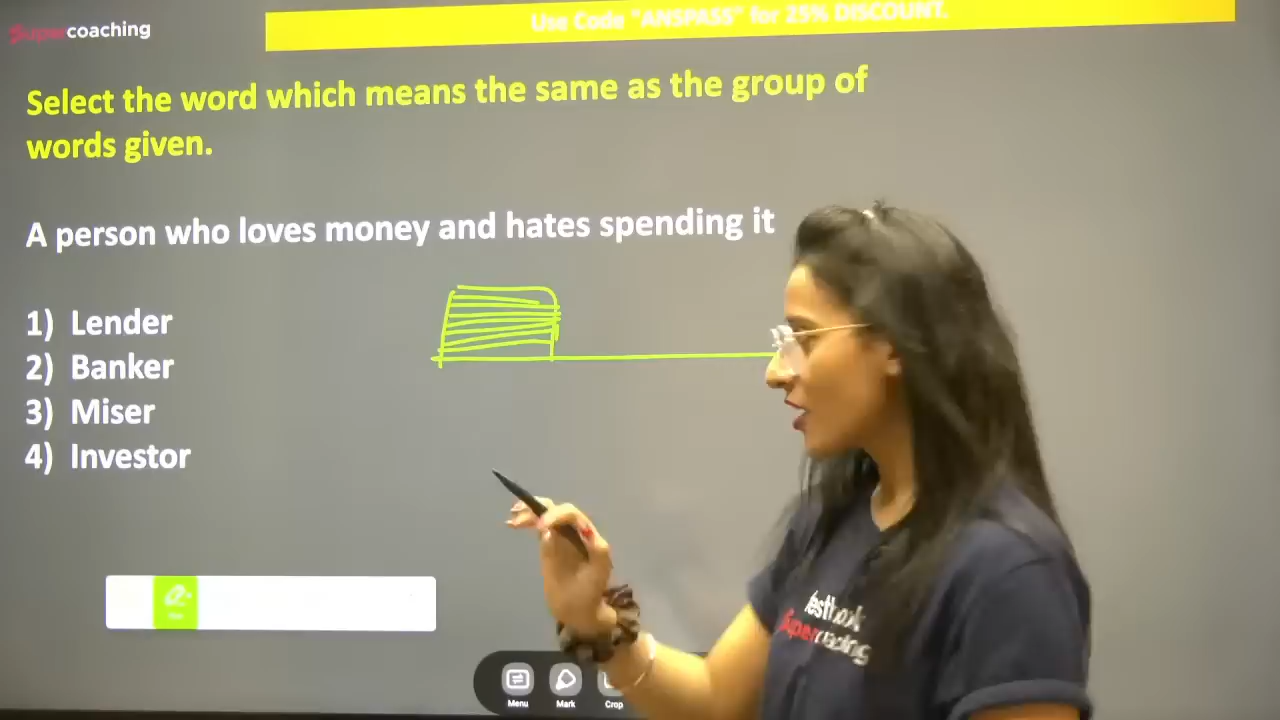 Supercoaching
Use Code "ANSPASS" for 25% DISCOUNT.
Select the word which means the same as the group of
words given.
A person who loves money and hates spending it
1) Lender
2) Banker
3) Miser
4) Investor
testbook
Supercoaching
Menu
Mark
Crop